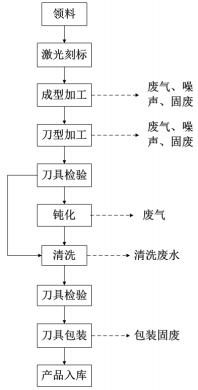 领料
激光刻标
成型加工
废气、噪
声、固废
刀型加工
废气、噪
声、固废
刀具检验
钝化
废气
清洗
清洗废水
刀具检验
刀具包装
包装固废
产品入库